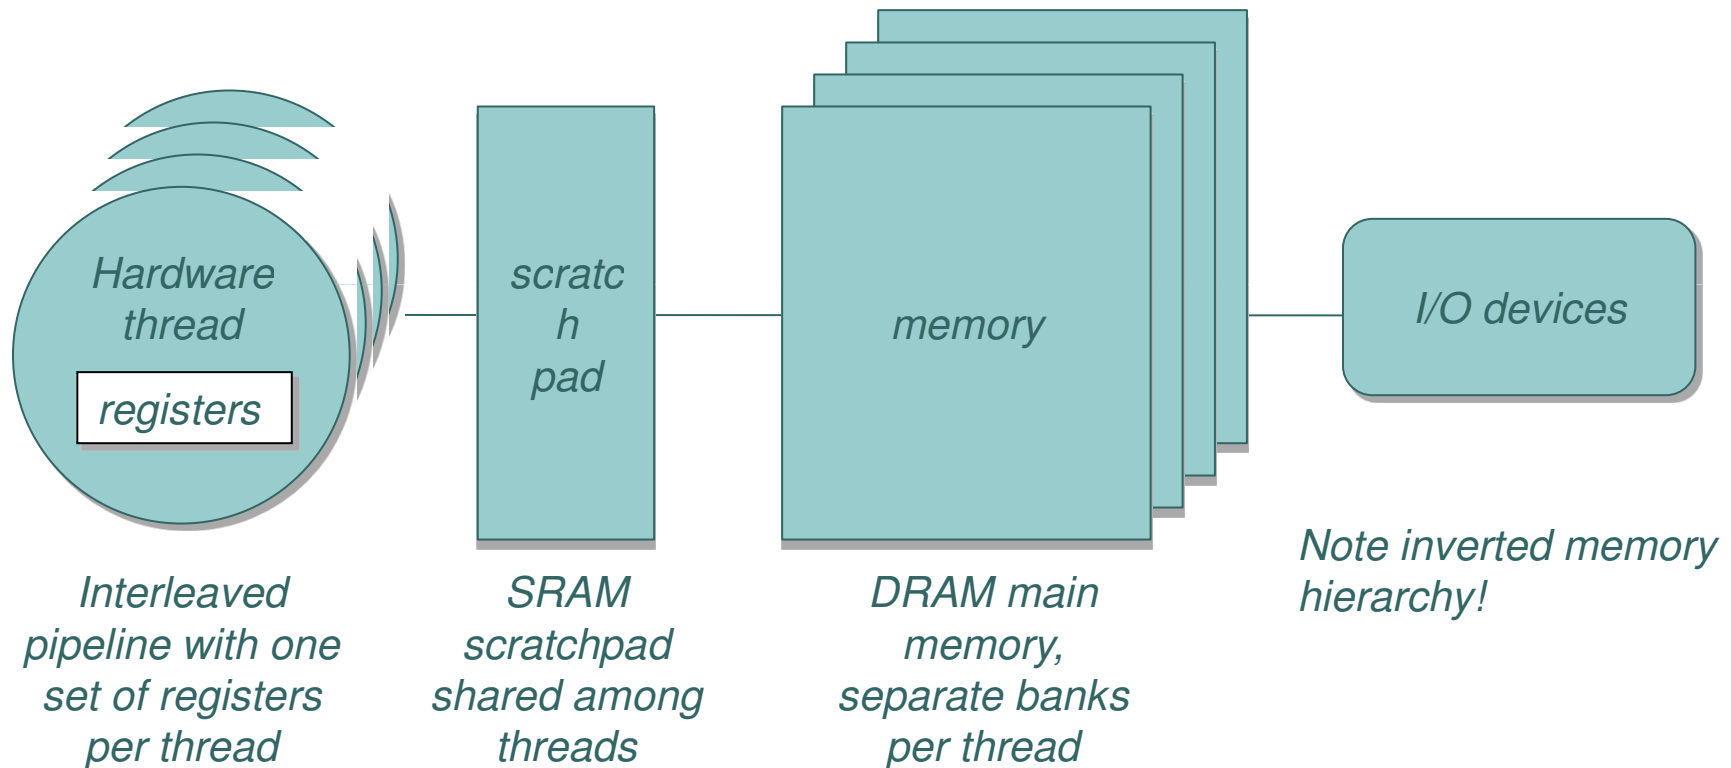 Hardware
thread
registers
scratc
h
pad
memory
I/O devices
Interleaved
pipeline with one
set of registers
per thread
SRAM
scratchpad
shared among
threads
DRAM main
memory,
separate banks
per thread
Note inverted memory
hierarchy!